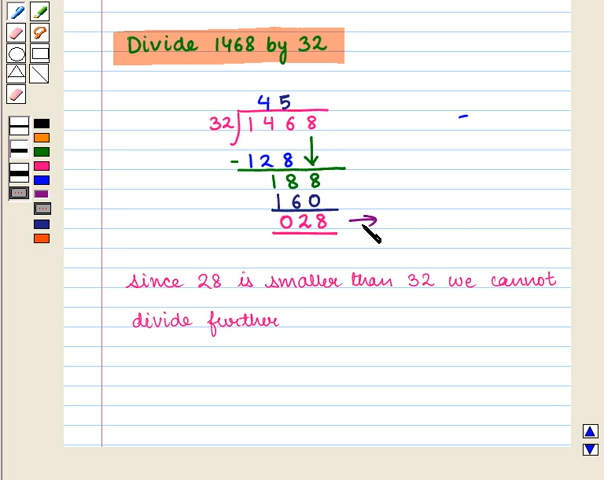 Divide 1468 by 32
45
32)1468
- 128
188
160
028 →
since 28 is smaller than 32 we cannot
divide further